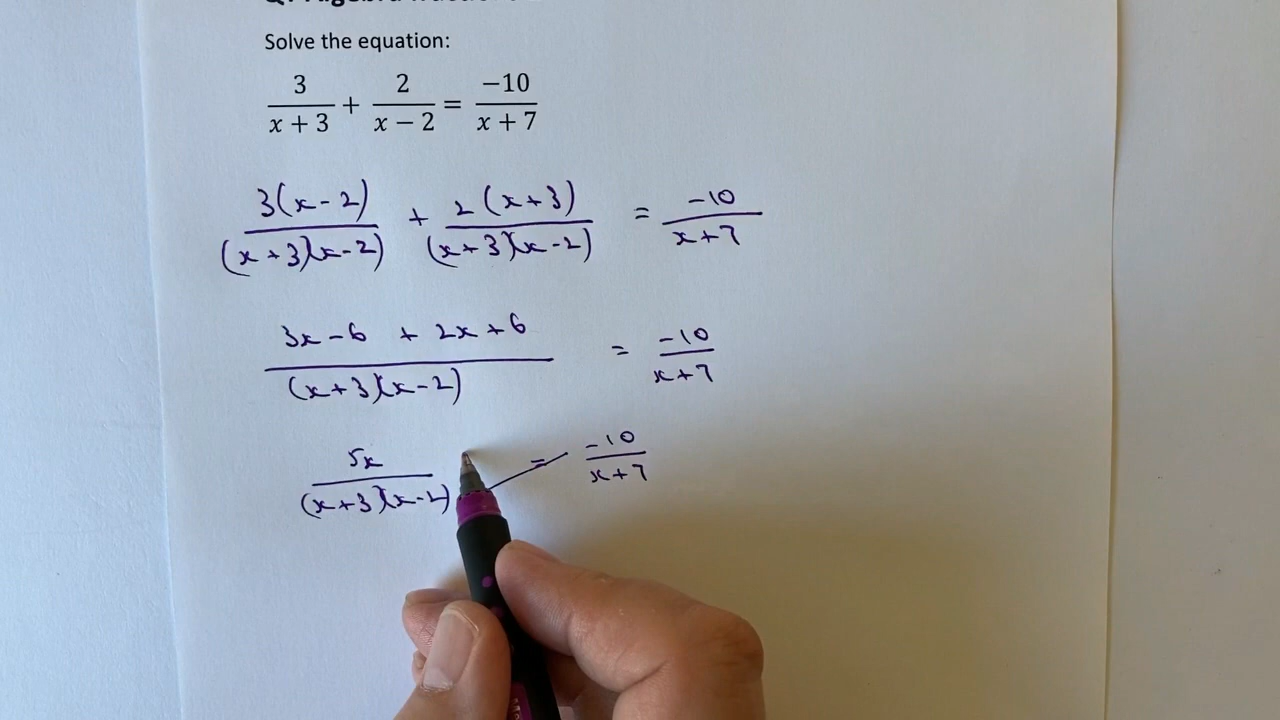 Solve the equation:
3/(x + 3) + 2/(x − 2) = −10/(x + 7)
3(x-2)/((x+3)(x-2)) + 2(x+3)/((x+3)(x-2)) = -10/(x+7)
(3x-6 + 2x+6)/((x+3)(x-2)) = -10/(x+7)
5x/((x+3)(x-2)) = -10/(x+7)